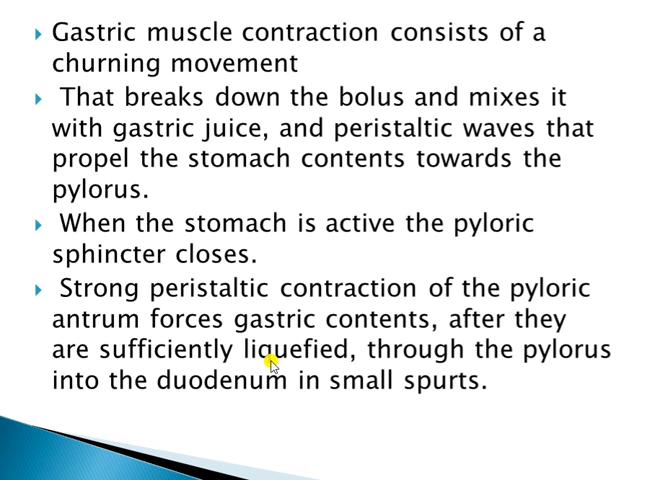 Gastric muscle contraction consists of a
churning movement
That breaks down the bolus and mixes it
with gastric juice, and peristaltic waves that
propel the stomach contents towards the
pylorus.
When the stomach is active the pyloric
sphincter closes.
Strong peristaltic contraction of the pyloric
antrum forces gastric contents, after they
are sufficiently liquefied, through the pylorus
into the duodenum in small spurts.